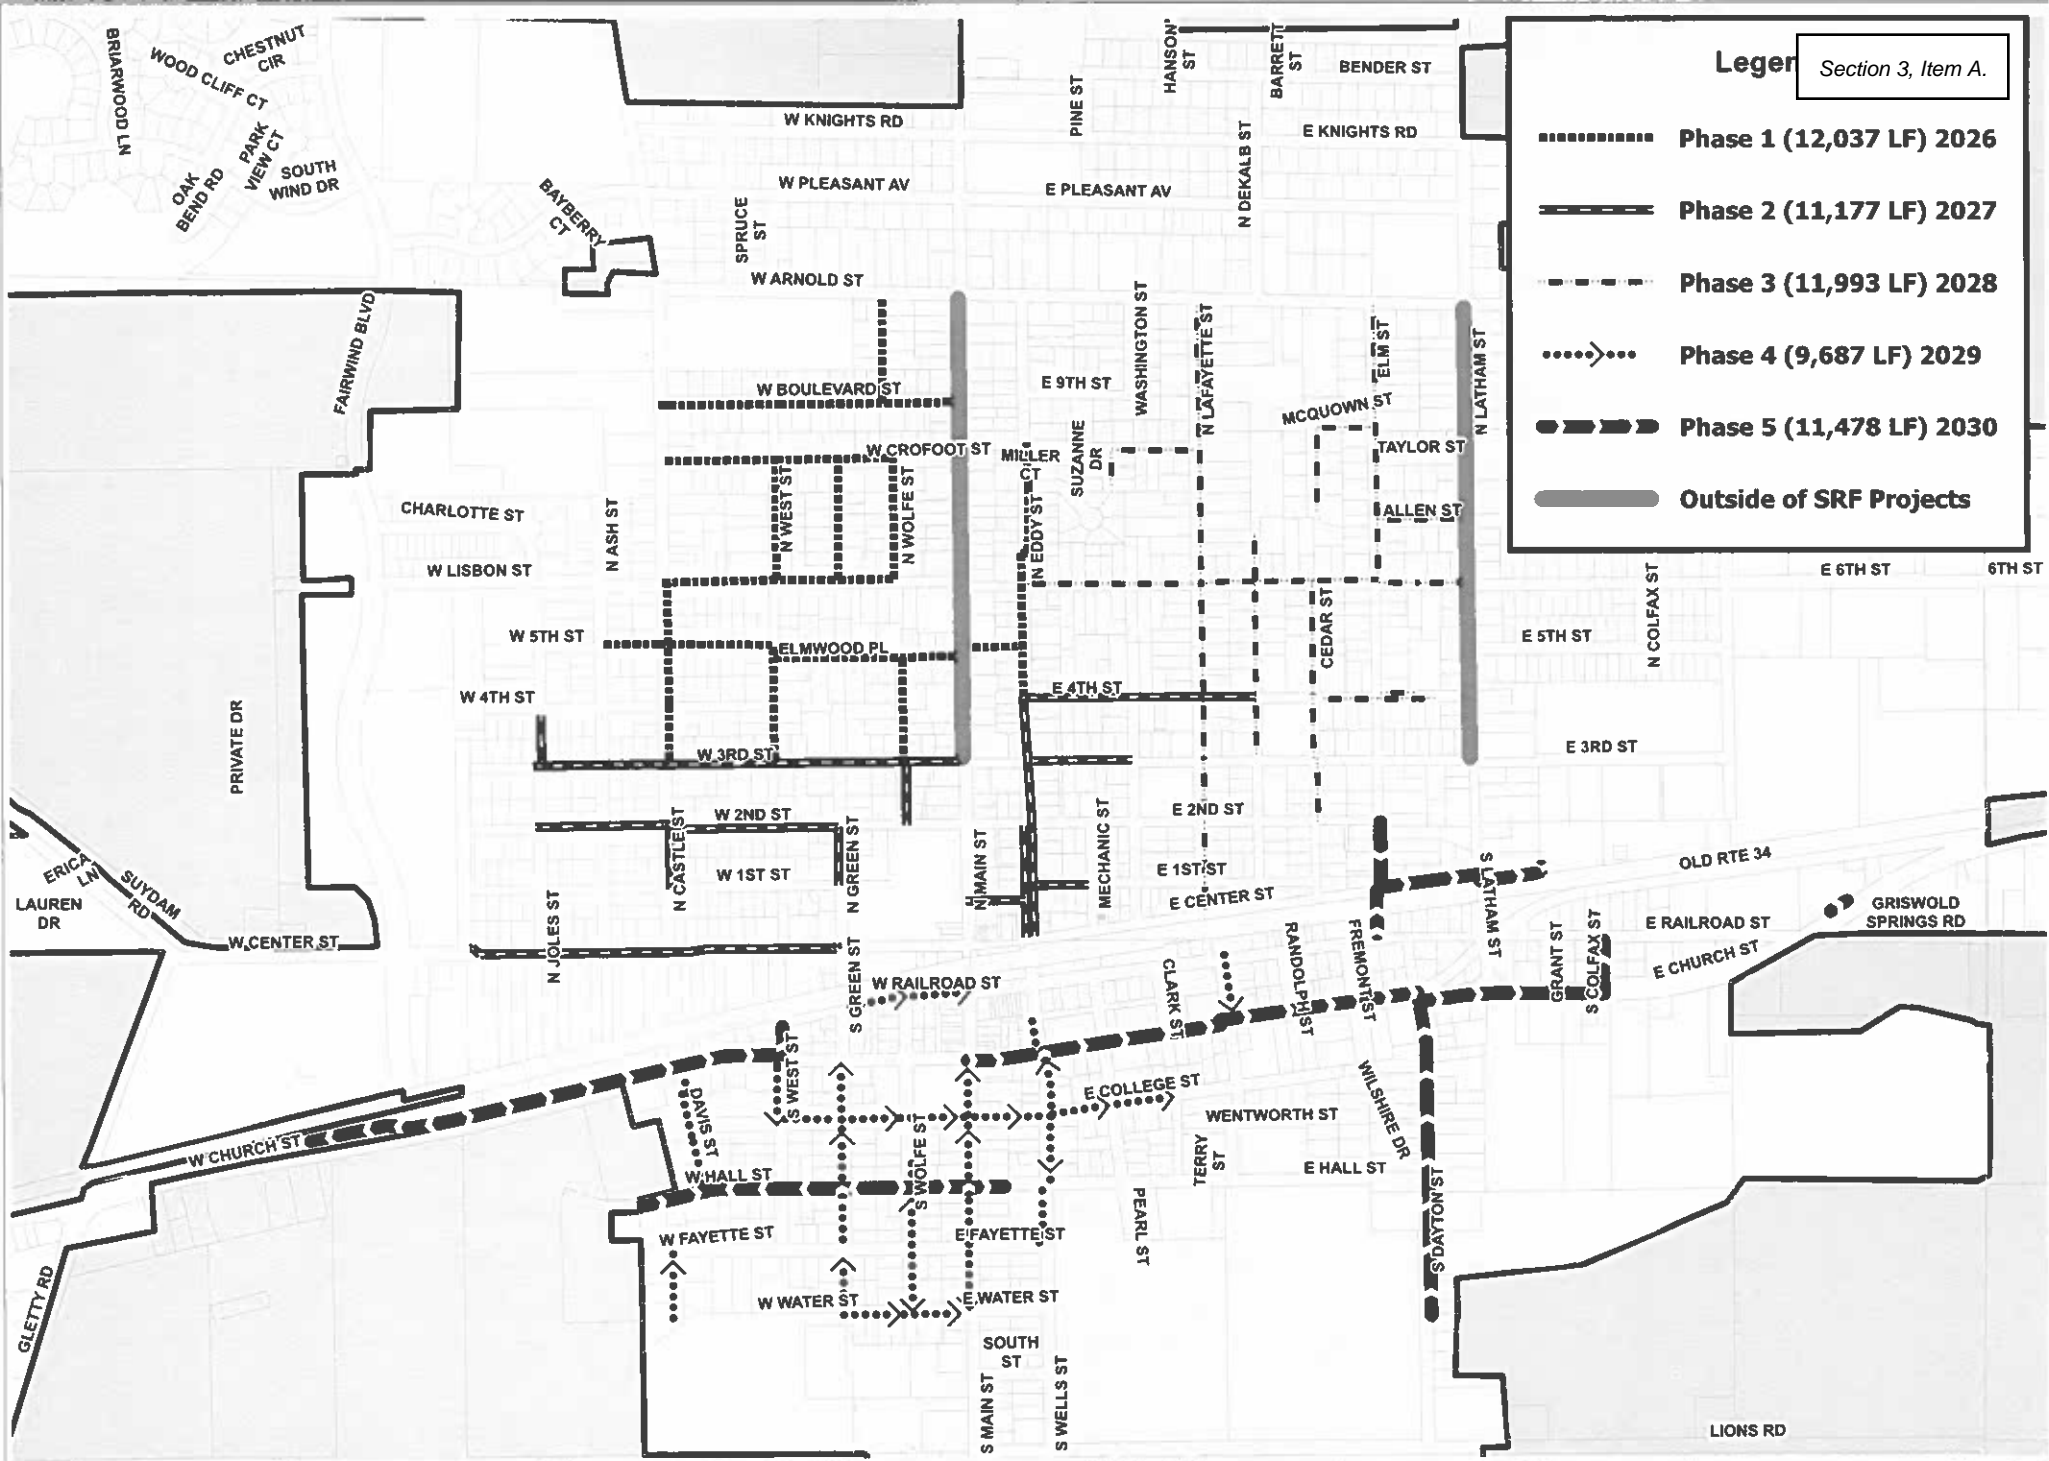 Legen
Section 3, Item A.
Phase 1 (12,037 LF) 2026
Phase 2 (11,177 LF) 2027
Phase 3 (11,993 LF) 2028
Phase 4 (9,687 LF) 2029
Phase 5 (11,478 LF) 2030
Outside of SRF Projects
BRIARWOOD LN
WOOD CLIFF CT
CHESTNUT
CIR
PARK
VIEW CT
SOUTH
WIND DR
OAK
BEND RD
BAYBERRY
CT
SPRUCE
ST
W KNIGHTS RD
W PLEASANT AV
W ARNOLD ST
PINE ST
HANSON'
ST
BARRETT
ST
BENDER ST
E KNIGHTS RD
N DEKALB ST
E PLEASANT AV
FAIRWIND BLVD
W BOULEVARD ST
W CROFOOT ST
N WEST ST
N WOLFE ST
MILLER
CT
N EDDY ST
SUZANNE
DR
E 9TH ST
WASHINGTON ST
N LAFAYETTE ST
MCQUOWN ST
ELM ST
TAYLOR ST
N LATHAM ST
ALLEN ST
CHARLOTTE ST
N ASH ST
W LISBON ST
E 6TH ST
6TH ST
N COLFAX ST
W 5TH ST
ELMWOOD PL
CEDAR ST
E 5TH ST
W 4TH ST
E 4TH ST
PRIVATE DR
W 3RD ST
E 3RD ST
W 2ND ST
E 2ND ST
N CASTLE ST
N GREEN ST
N MAIN ST
MECHANIC ST
W 1ST ST
E 1ST ST
E CENTER ST
OLD RTE 34
ERICA
LN
SUYDAM
RD
LAUREN
DR
W CENTER ST
N JOLES ST
S LATHAM ST
GRISWOLD
SPRINGS RD
E RAILROAD ST
E CHURCH ST
GRANT ST
S COLFAX ST
S GREEN ST
W RAILROAD ST
CLARK ST
RANDOLPH ST
FREMONT ST
S WEST ST
DAVIS ST
S WOLFE ST
E COLLEGE ST
WENTWORTH ST
WILSHIRE DR
W CHURCH ST
W HALL ST
TERRY
ST
E HALL ST
PEARL ST
S DAYTON ST
W FAYETTE ST
E FAYETTE ST
GLETTY RD
W WATER ST
E WATER ST
SOUTH
ST
S MAIN ST
S WELLS ST
LIONS RD